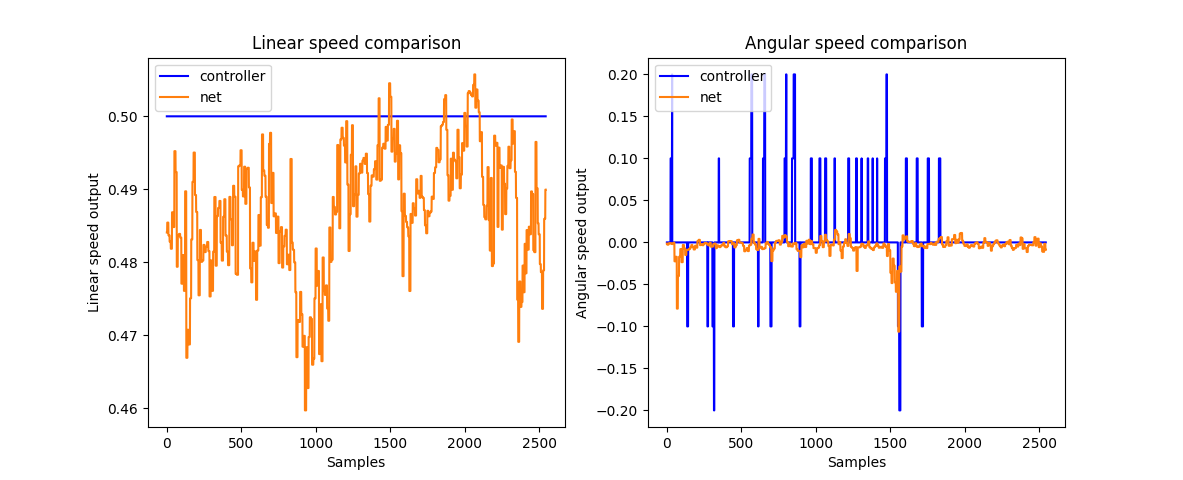 Linear speed comparison
controller
net
0.50
0.49
0.48
0.47
0.46
Linear speed output
0
500
1000
1500
2000
2500
Samples
Angular speed comparison
controller
net
0.20
0.15
0.10
0.05
0.00
−0.05
−0.10
−0.15
−0.20
Angular speed output
0
500
1000
1500
2000
2500
Samples